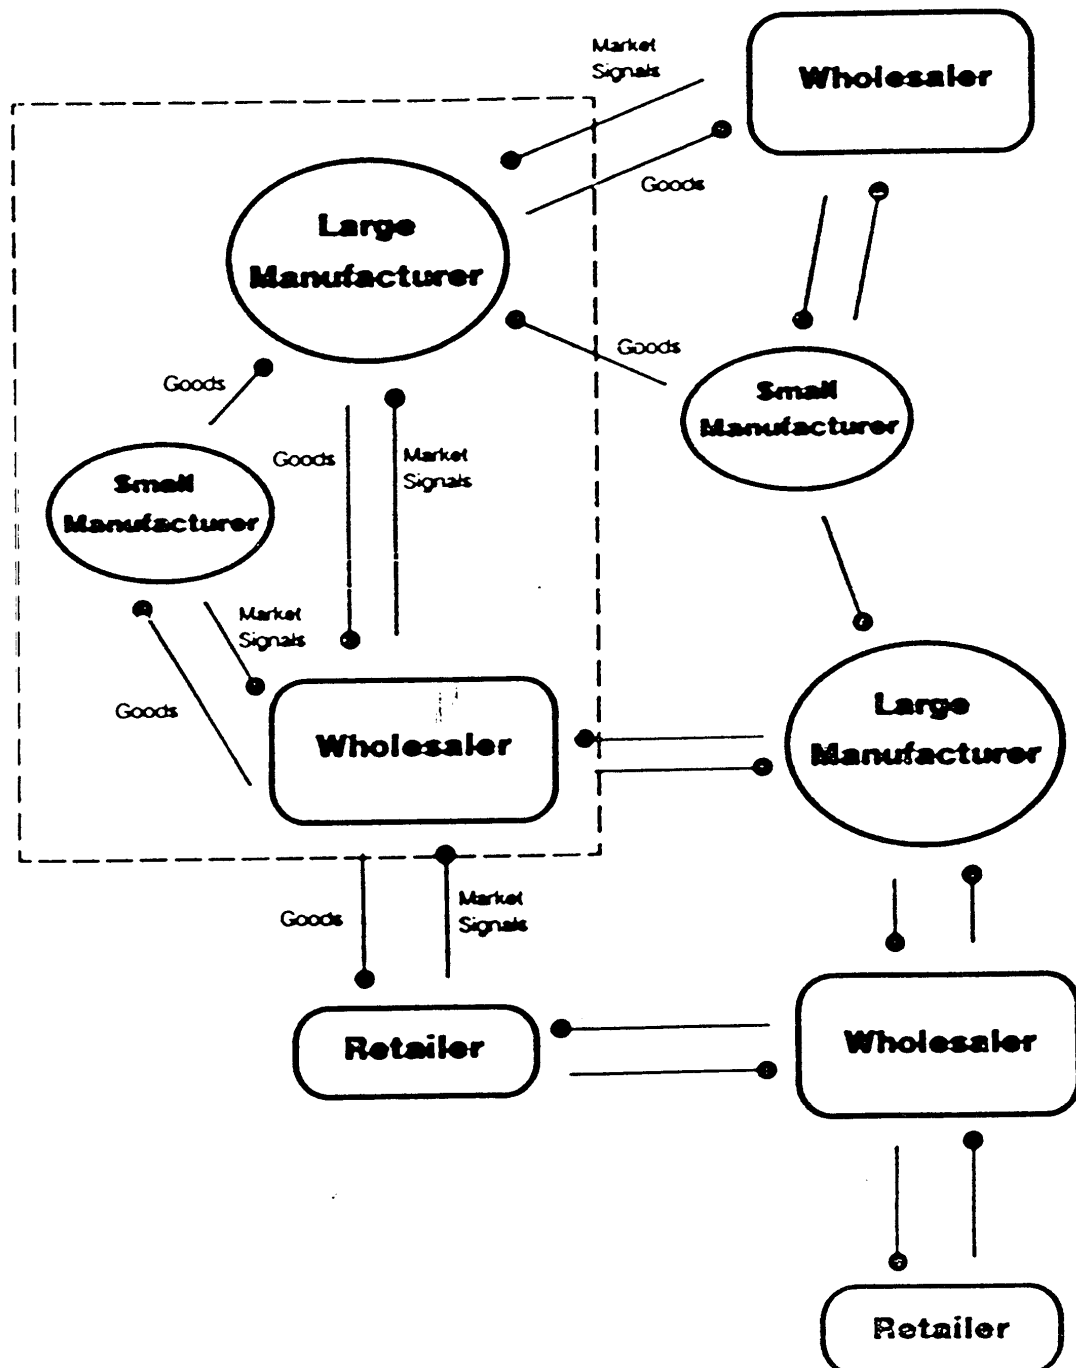 Market
Signals
Wholesaler
Goods
Large
Manufacturer
Goods
Goods
Small
Manufacturer
Goods
Market
Signals
Small
Manufacturer
Market
Signals
Goods
Wholesaler
Large
Manufacturer
Goods
Market
Signals
Retailer
Wholesaler
Retailer